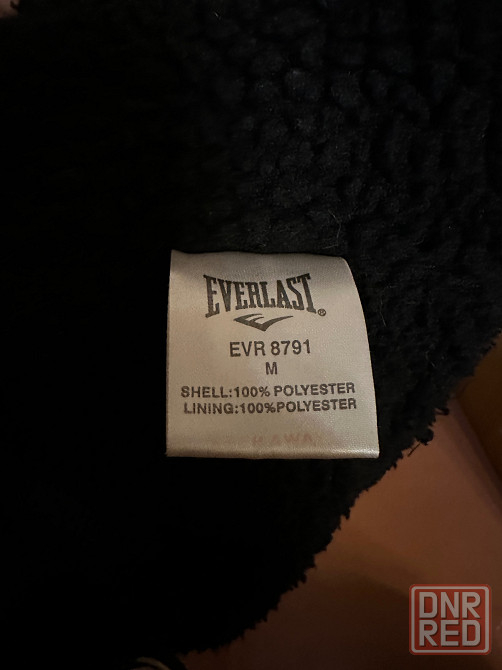 EVERLAST®
EVR 8791
M
SHELL:100% POLYESTER
LINING:100%POLYESTER
DNR
RED